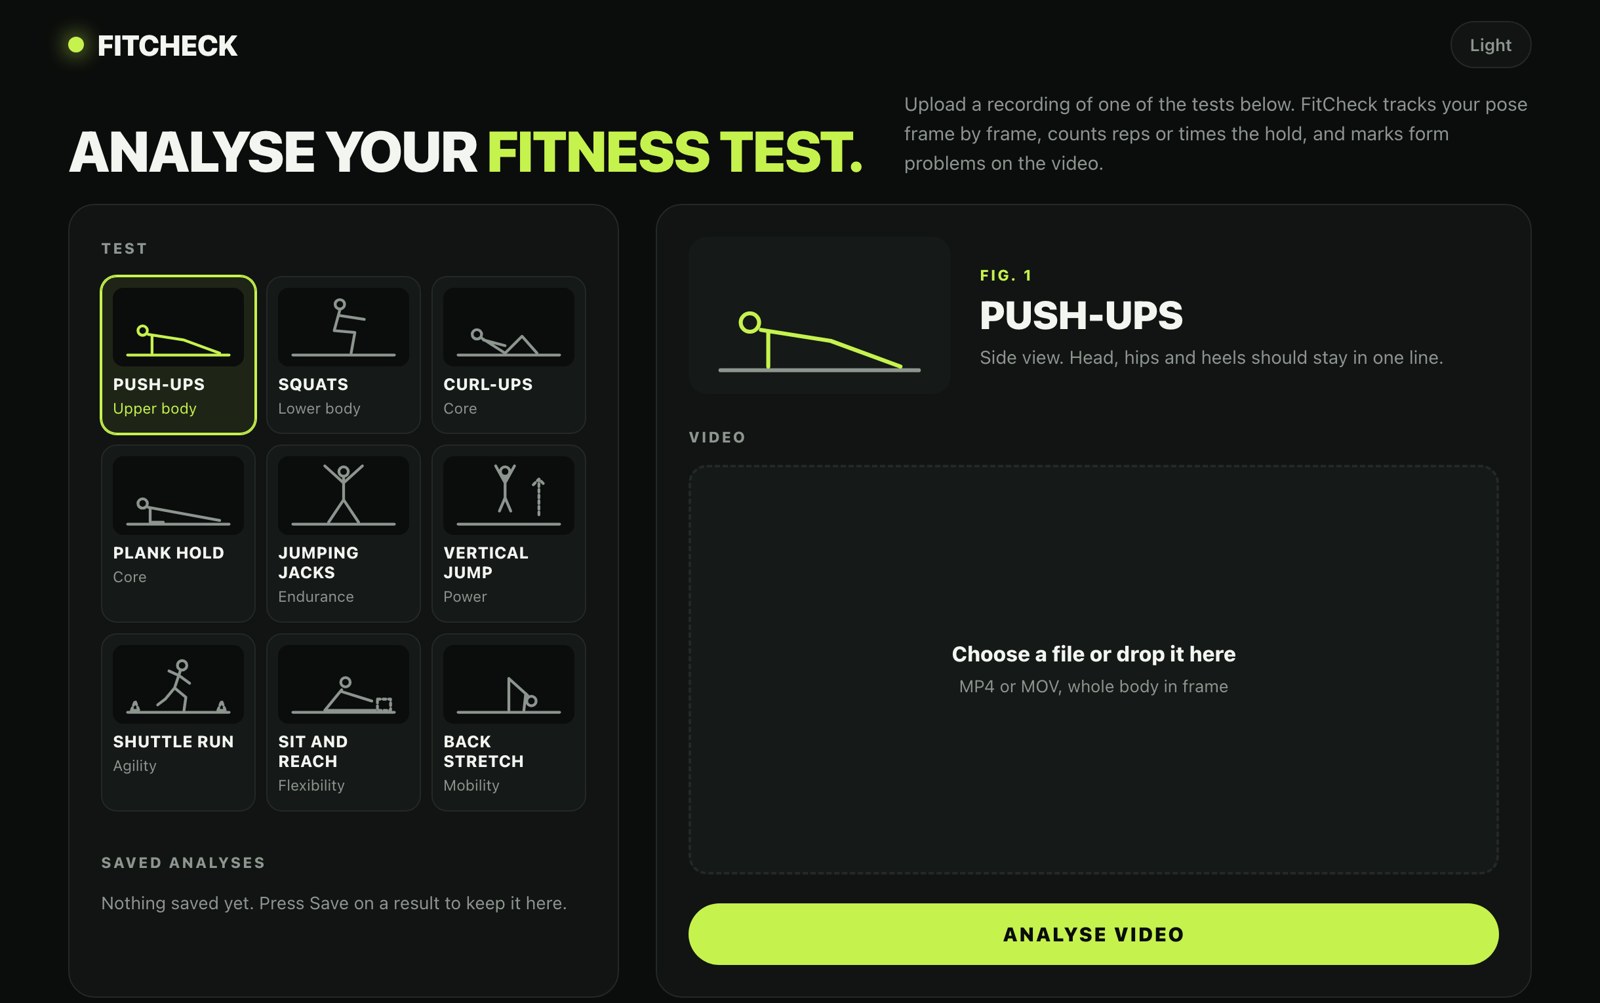 FITCHECK
Light
ANALYSE YOUR FITNESS TEST.
Upload a recording of one of the tests below. FitCheck tracks your pose
frame by frame, counts reps or times the hold, and marks form
problems on the video.
TEST
PUSH-UPS
Upper body
SQUATS
Lower body
CURL-UPS
Core
PLANK HOLD
Core
JUMPING
JACKS
Endurance
VERTICAL
JUMP
Power
SHUTTLE RUN
Agility
SIT AND
REACH
Flexibility
BACK
STRETCH
Mobility
SAVED ANALYSES
Nothing saved yet. Press Save on a result to keep it here.
FIG. 1
PUSH-UPS
Side view. Head, hips and heels should stay in one line.
VIDEO
Choose a file or drop it here
MP4 or MOV, whole body in frame
ANALYSE VIDEO